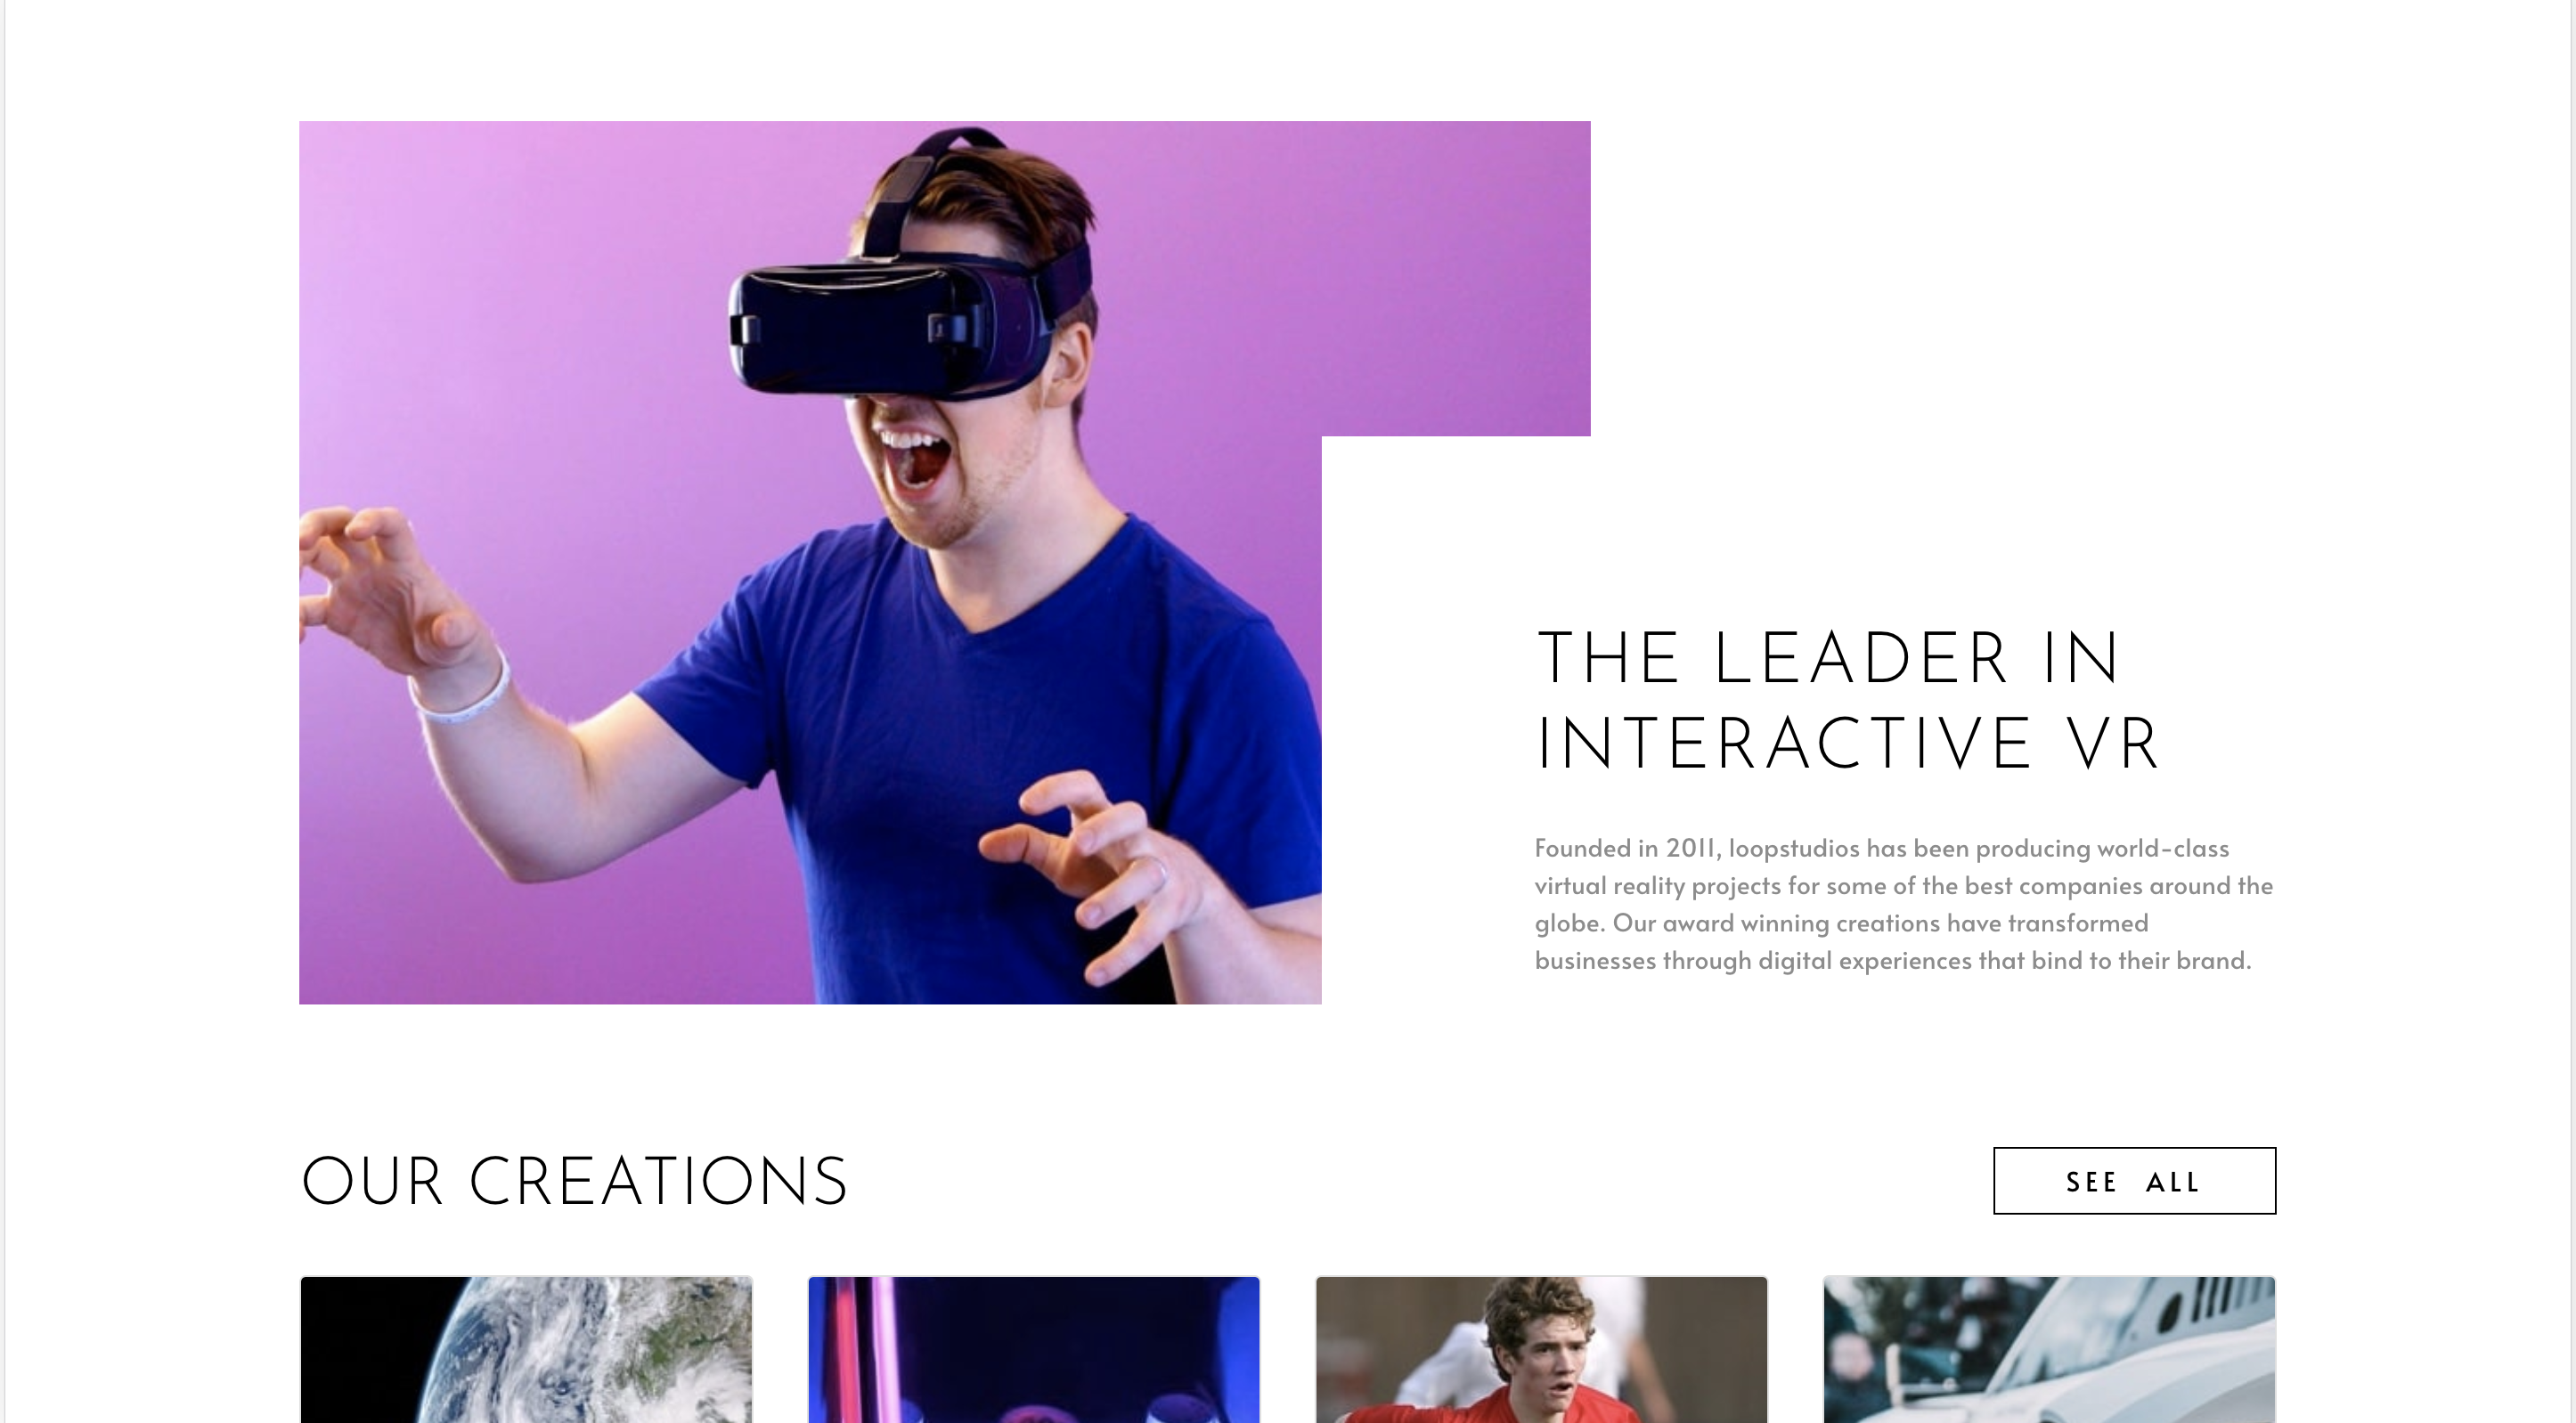 THE LEADER IN
INTERACTIVE VR
Founded in 2011, loopstudios has been producing world-class
virtual reality projects for some of the best companies around the
globe. Our award winning creations have transformed
businesses through digital experiences that bind to their brand.
OUR CREATIONS
SEE ALL